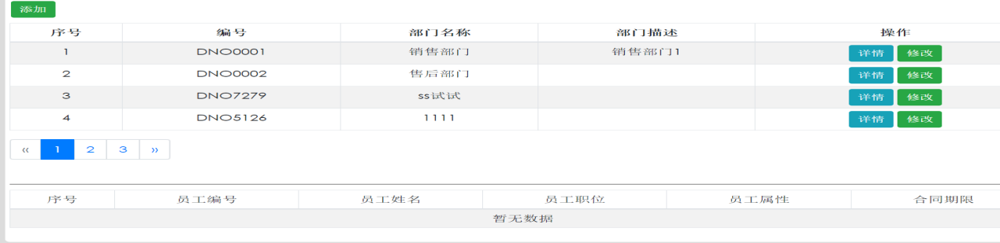 添加
序号 编号 部门名称 部门描述 操作
1 DNO0001 销售部门 销售部门1 详情 修改
2 DNO0002 售后部门 详情 修改
3 DNO7279 ss试试 详情 修改
4 DNO5126 1111 详情 修改
« 1 2 3 »
序号 员工编号 员工姓名 员工职位 员工属性 合同期限
暂无数据